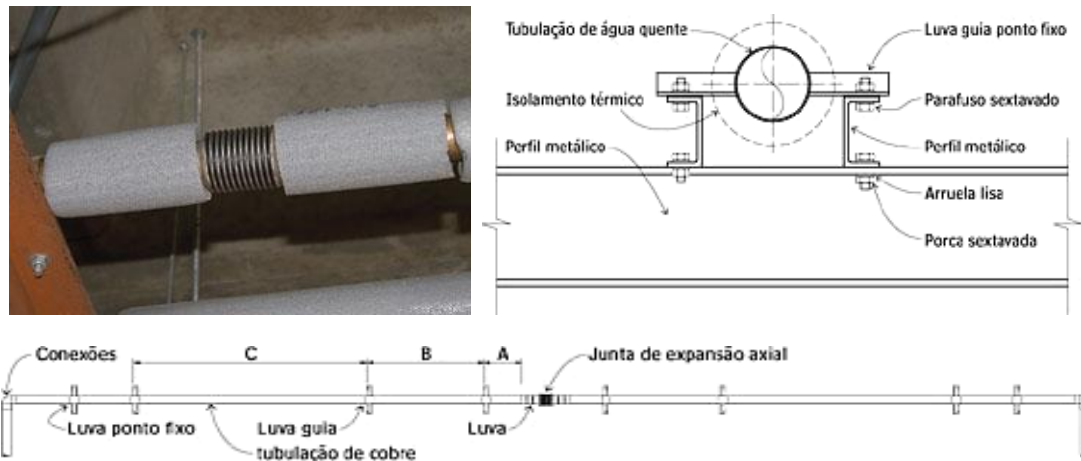 Tubulação de água quente
Luva guia ponto fixo
Isolamento térmico
Parafuso sextavado
Perfil metálico
Perfil metálico
Arruela lisa
Porca sextavada
Conexões
C
B
A
Junta de expansão axial
Luva ponto fixo
Luva guia
Luva
tubulação de cobre